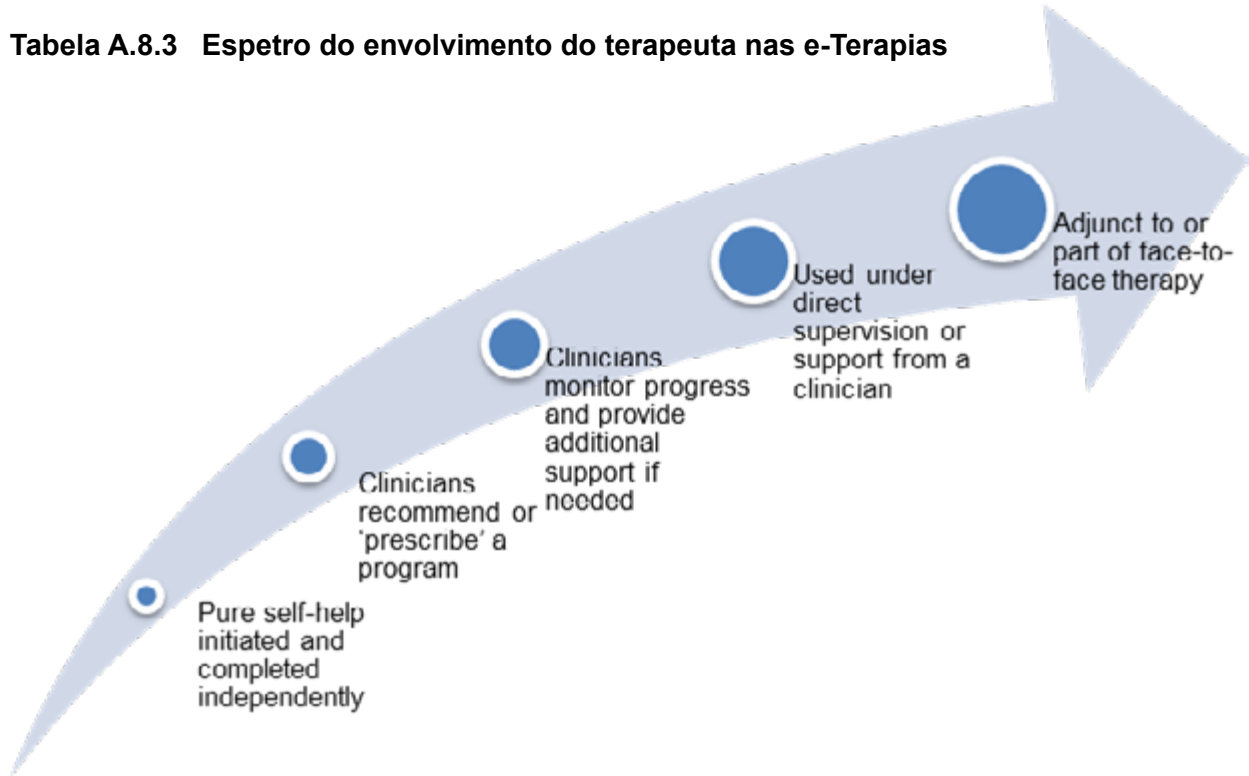 Tabela A.8.3 Espetro do envolvimento do terapeuta nas e-Terapias
Pure self-help
initiated and
completed
independently
Clinicians
recommend or
'prescribe' a
program
Clinicians
monitor progress
and provide
additional
support if
needed
Used under
direct
supervision or
support from a
clinician
Adjunct to or
part of face-to-
face therapy